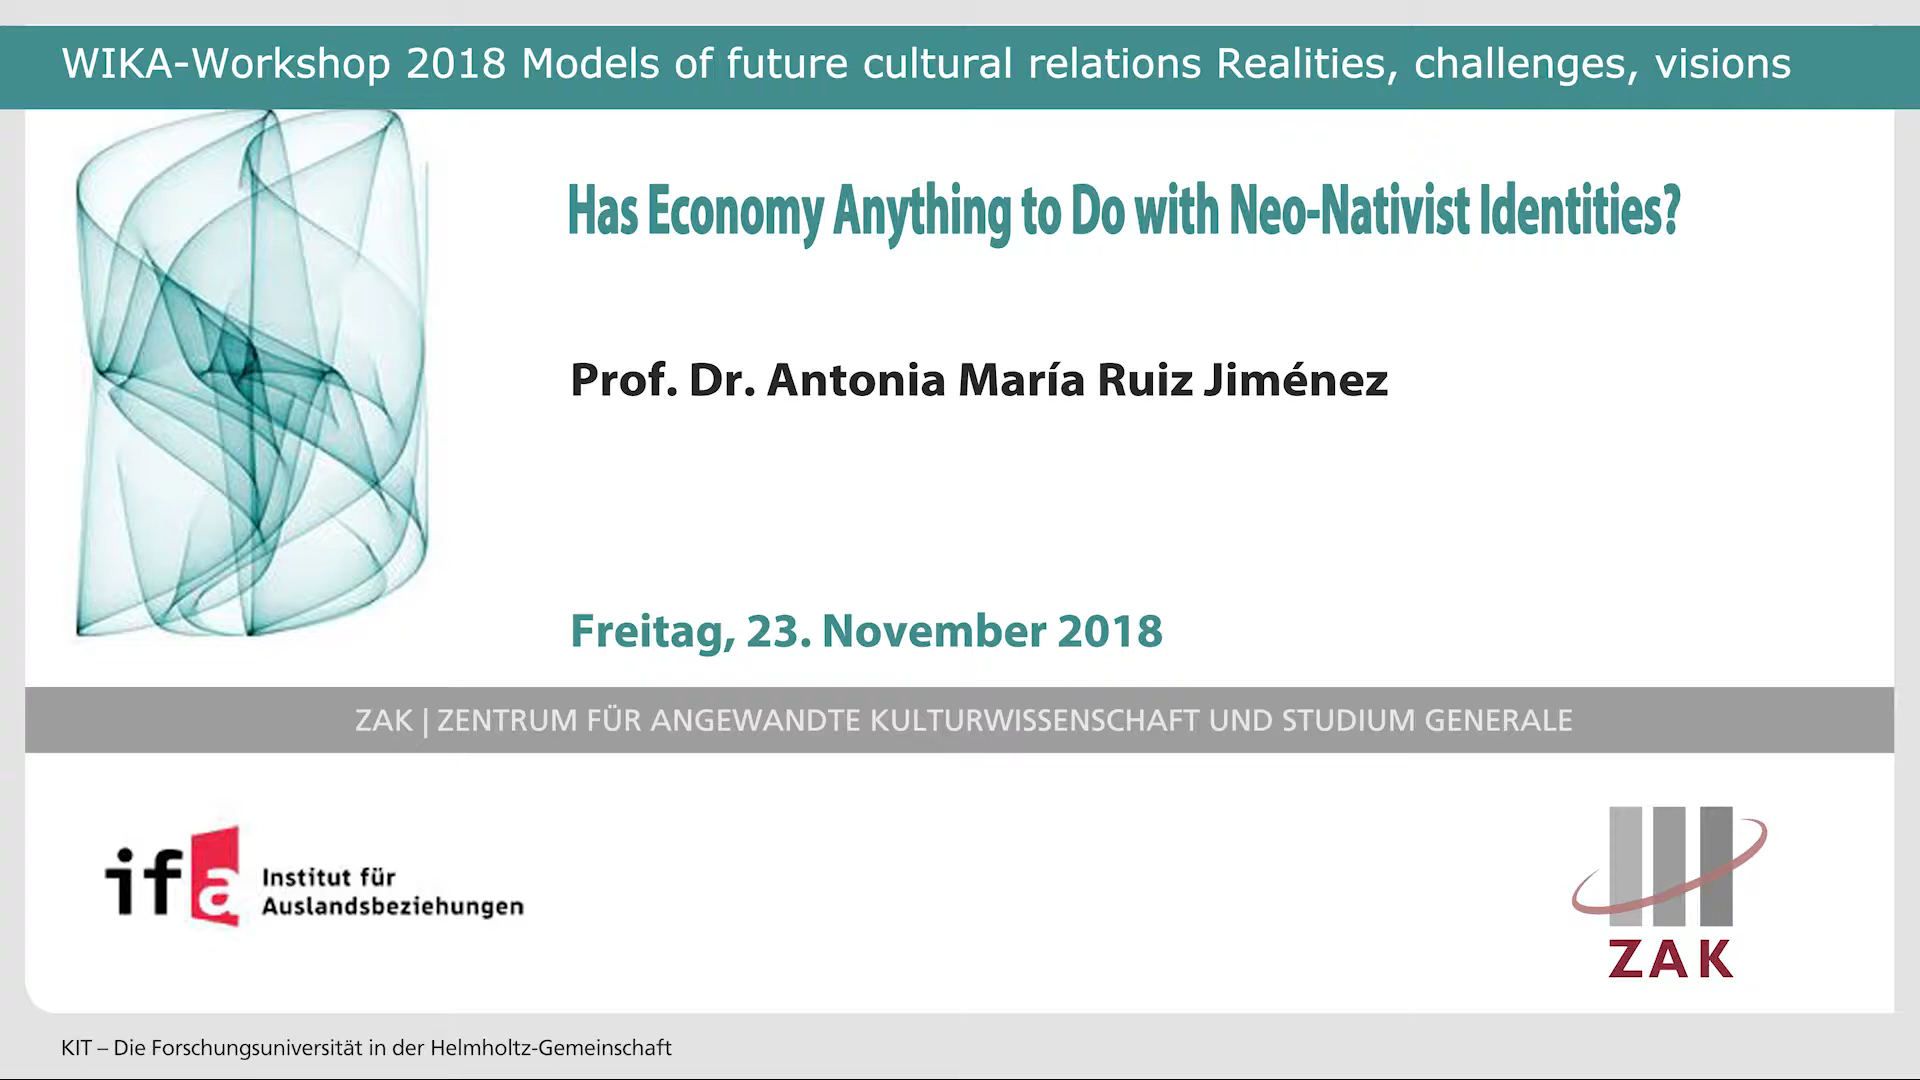 WIKA-Workshop 2018 Models of future cultural relations Realities, challenges, visions
Has Economy Anything to Do with Neo-Nativist Identities?
Prof. Dr. Antonia María Ruiz Jiménez
Freitag, 23. November 2018
ZAK | ZENTRUM FÜR ANGEWANDTE KULTURWISSENSCHAFT UND STUDIUM GENERALE
ifa Institut für
Auslandsbeziehungen
ZAK
KIT – Die Forschungsuniversität in der Helmholtz-Gemeinschaft